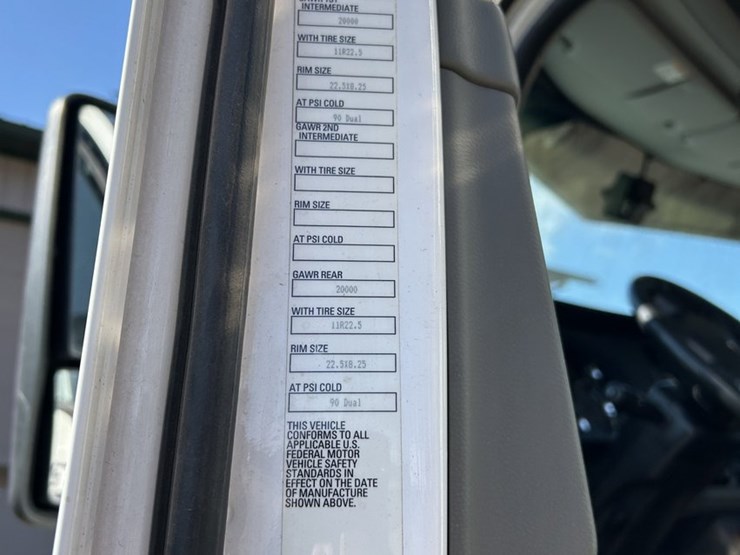 INTERMEDIATE
20000
WITH TIRE SIZE
11R22.5
RIM SIZE
22.5X8.25
AT PSI COLD
90 Dual
GAWR 2ND
INTERMEDIATE
WITH TIRE SIZE
RIM SIZE
AT PSI COLD
GAWR REAR
20000
WITH TIRE SIZE
11R22.5
RIM SIZE
22.5X8.25
AT PSI COLD
90 Dual
THIS VEHICLE
CONFORMS TO ALL
APPLICABLE U.S.
FEDERAL MOTOR
VEHICLE SAFETY
STANDARDS IN
EFFECT ON THE DATE
OF MANUFACTURE
SHOWN ABOVE.